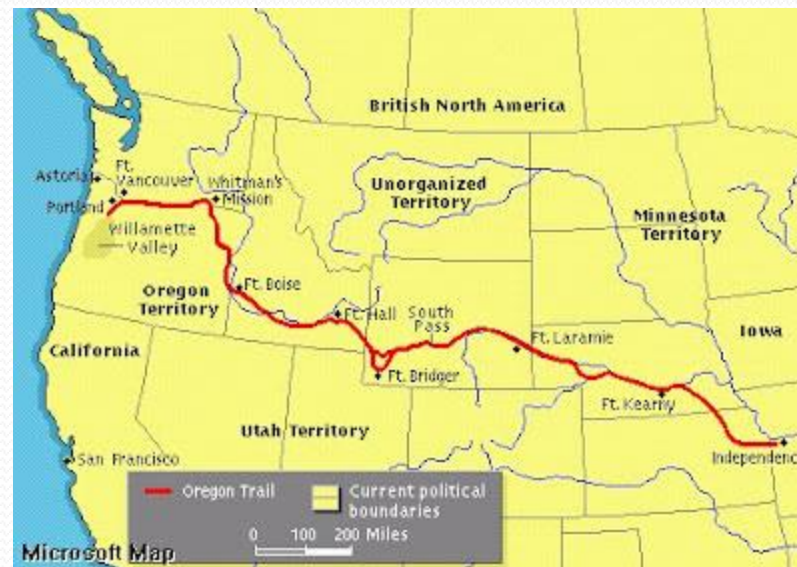 British North America
Astoria
Ft.
Vancouver
Whitman's
Mission
Portland
Unorganized
Territory
Minnesota
Territory
Willamette
Valley
Oregon
Territory
Ft. Boise
Ft. Hall
South
Pass
Ft. Laramie
Iowa
California
Ft. Bridger
Ft. Kearny
Utah Territory
San Francisco
Independenc
Oregon Trail
Current political
boundaries
0 100 200 Miles
Microsoft Map